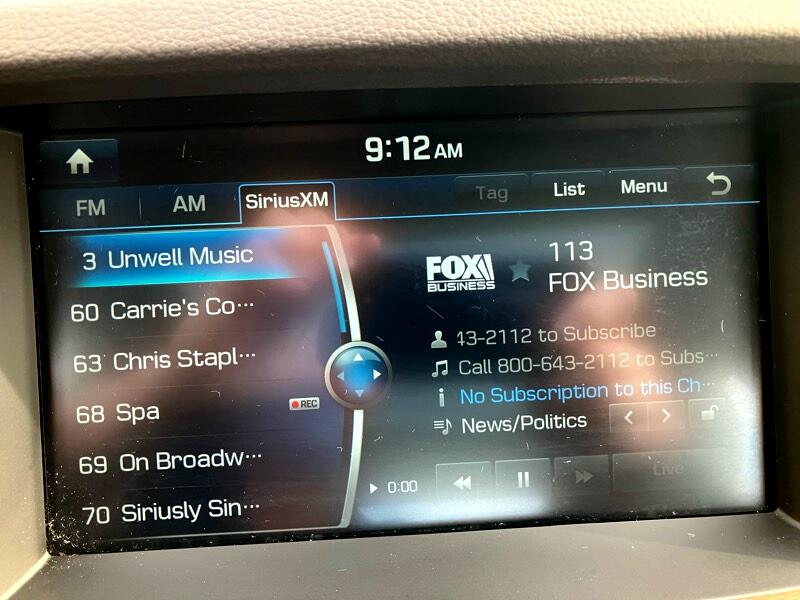 9:12 AM
FM AM SiriusXM Tag List Menu
3 Unwell Music
60 Carrie's Co···
63 Chris Stapl···
68 Spa REC
69 On Broadw···
70 Siriusly Sin···
FOX BUSINESS
113
FOX Business
43-2112 to Subscribe
Call 800-643-2112 to Subs···
No Subscription to this Ch···
News/Politics
0:00
Live